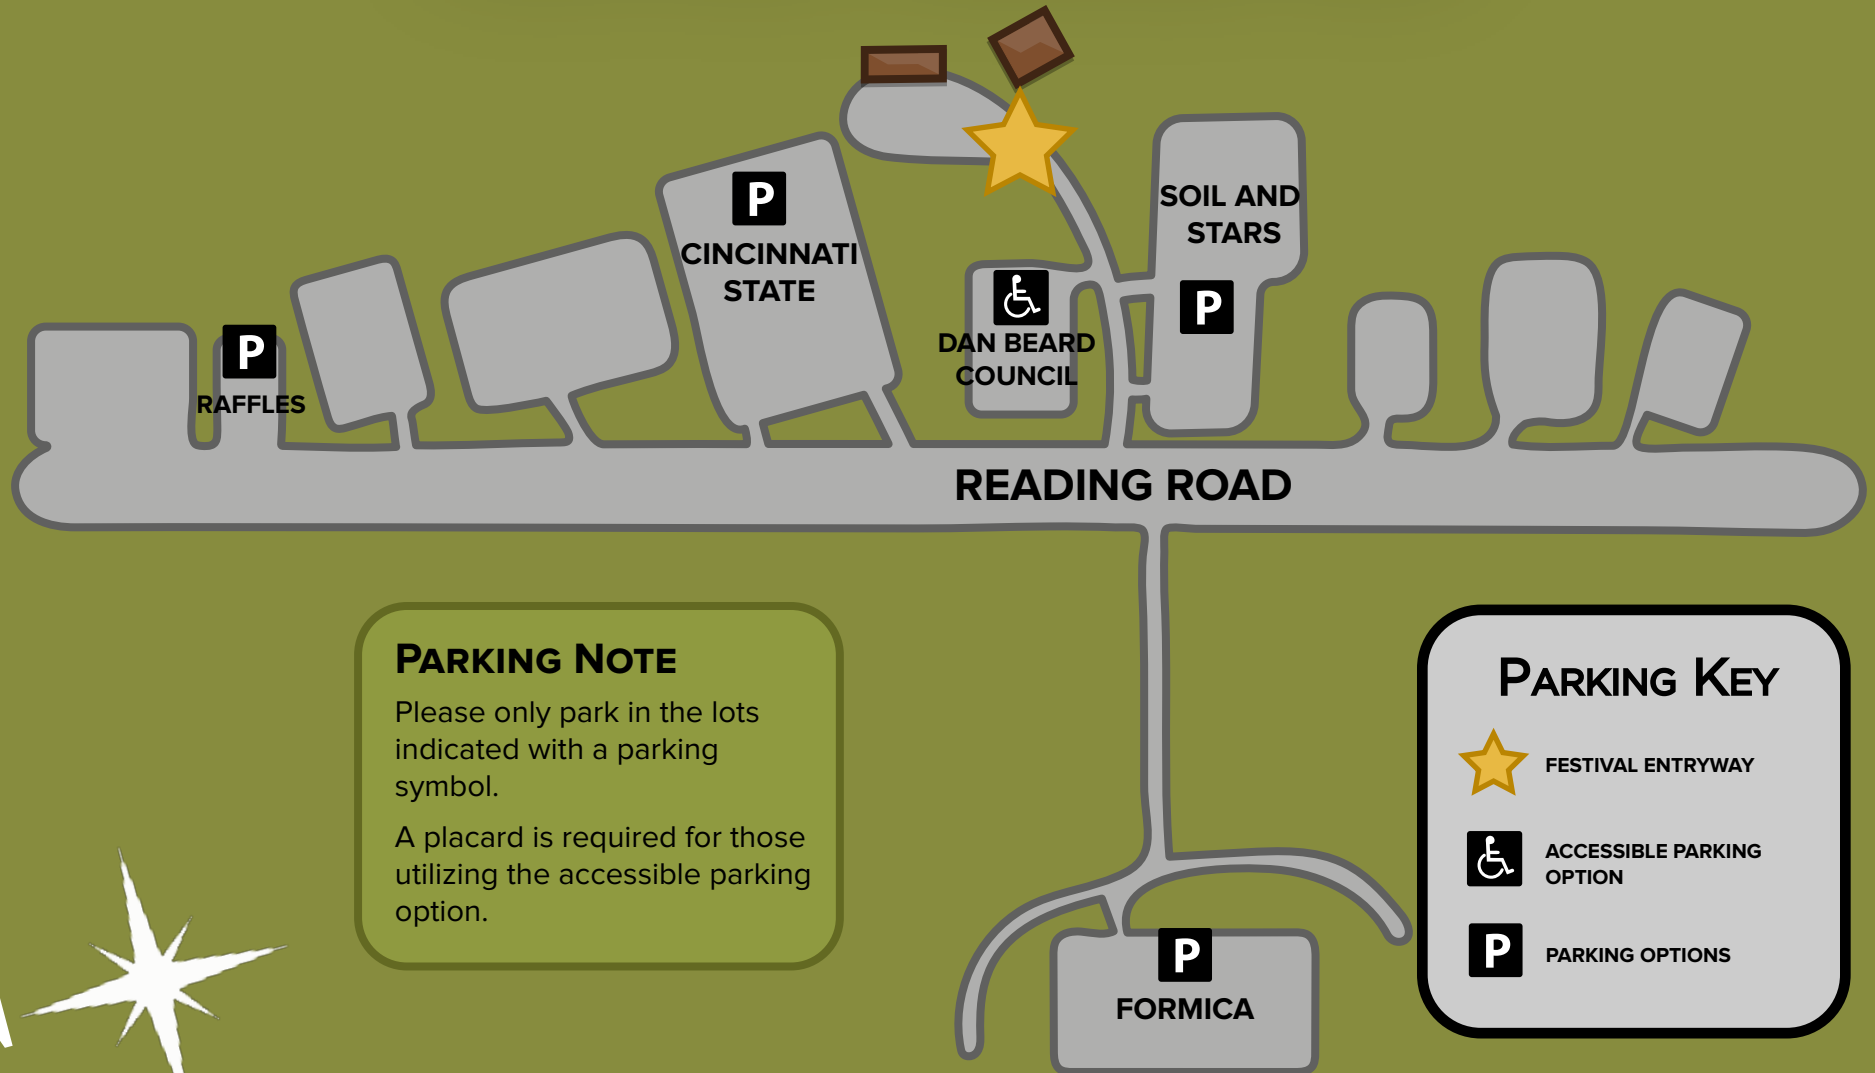 P
CINCINNATI
STATE
SOIL AND
STARS
P
DAN BEARD
COUNCIL
P
RAFFLES
READING ROAD
PARKING NOTE
Please only park in the lots
indicated with a parking
symbol.
A placard is required for those
utilizing the accessible parking
option.
P
FORMICA
PARKING KEY
FESTIVAL ENTRYWAY
ACCESSIBLE PARKING
OPTION
P PARKING OPTIONS